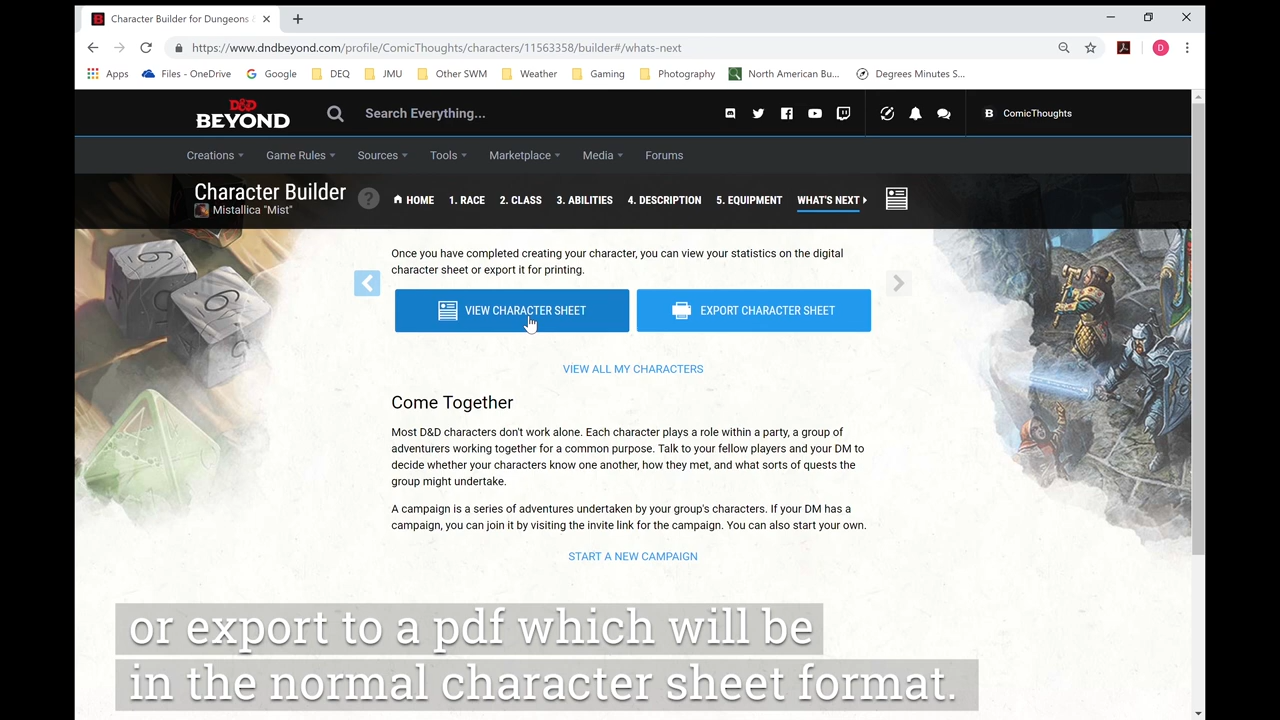 Character Builder for Dungeons &
https://www.dndbeyond.com/profile/ComicThoughts/characters/11563358/builder#/whats-next
D
Apps Files - OneDrive Google DEQ JMU Other SWM Weather Gaming Photography North American Bu... Degrees Minutes S...
D&D
BEYOND
Search Everything...
B ComicThoughts
Creations Game Rules Sources Tools Marketplace Media Forums
Character Builder
?
Mistallica "Mist"
HOME 1. RACE 2. CLASS 3. ABILITIES 4. DESCRIPTION 5. EQUIPMENT WHAT'S NEXT
Once you have completed creating your character, you can view your statistics on the digital
character sheet or export it for printing.
VIEW CHARACTER SHEET EXPORT CHARACTER SHEET
VIEW ALL MY CHARACTERS
Come Together
Most D&D characters don't work alone. Each character plays a role within a party, a group of
adventurers working together for a common purpose. Talk to your fellow players and your DM to
decide whether your characters know one another, how they met, and what sorts of quests the
group might undertake.
A campaign is a series of adventures undertaken by your group's characters. If your DM has a
campaign, you can join it by visiting the invite link for the campaign. You can also start your own.
START A NEW CAMPAIGN
or export to a pdf which will be
in the normal character sheet format.